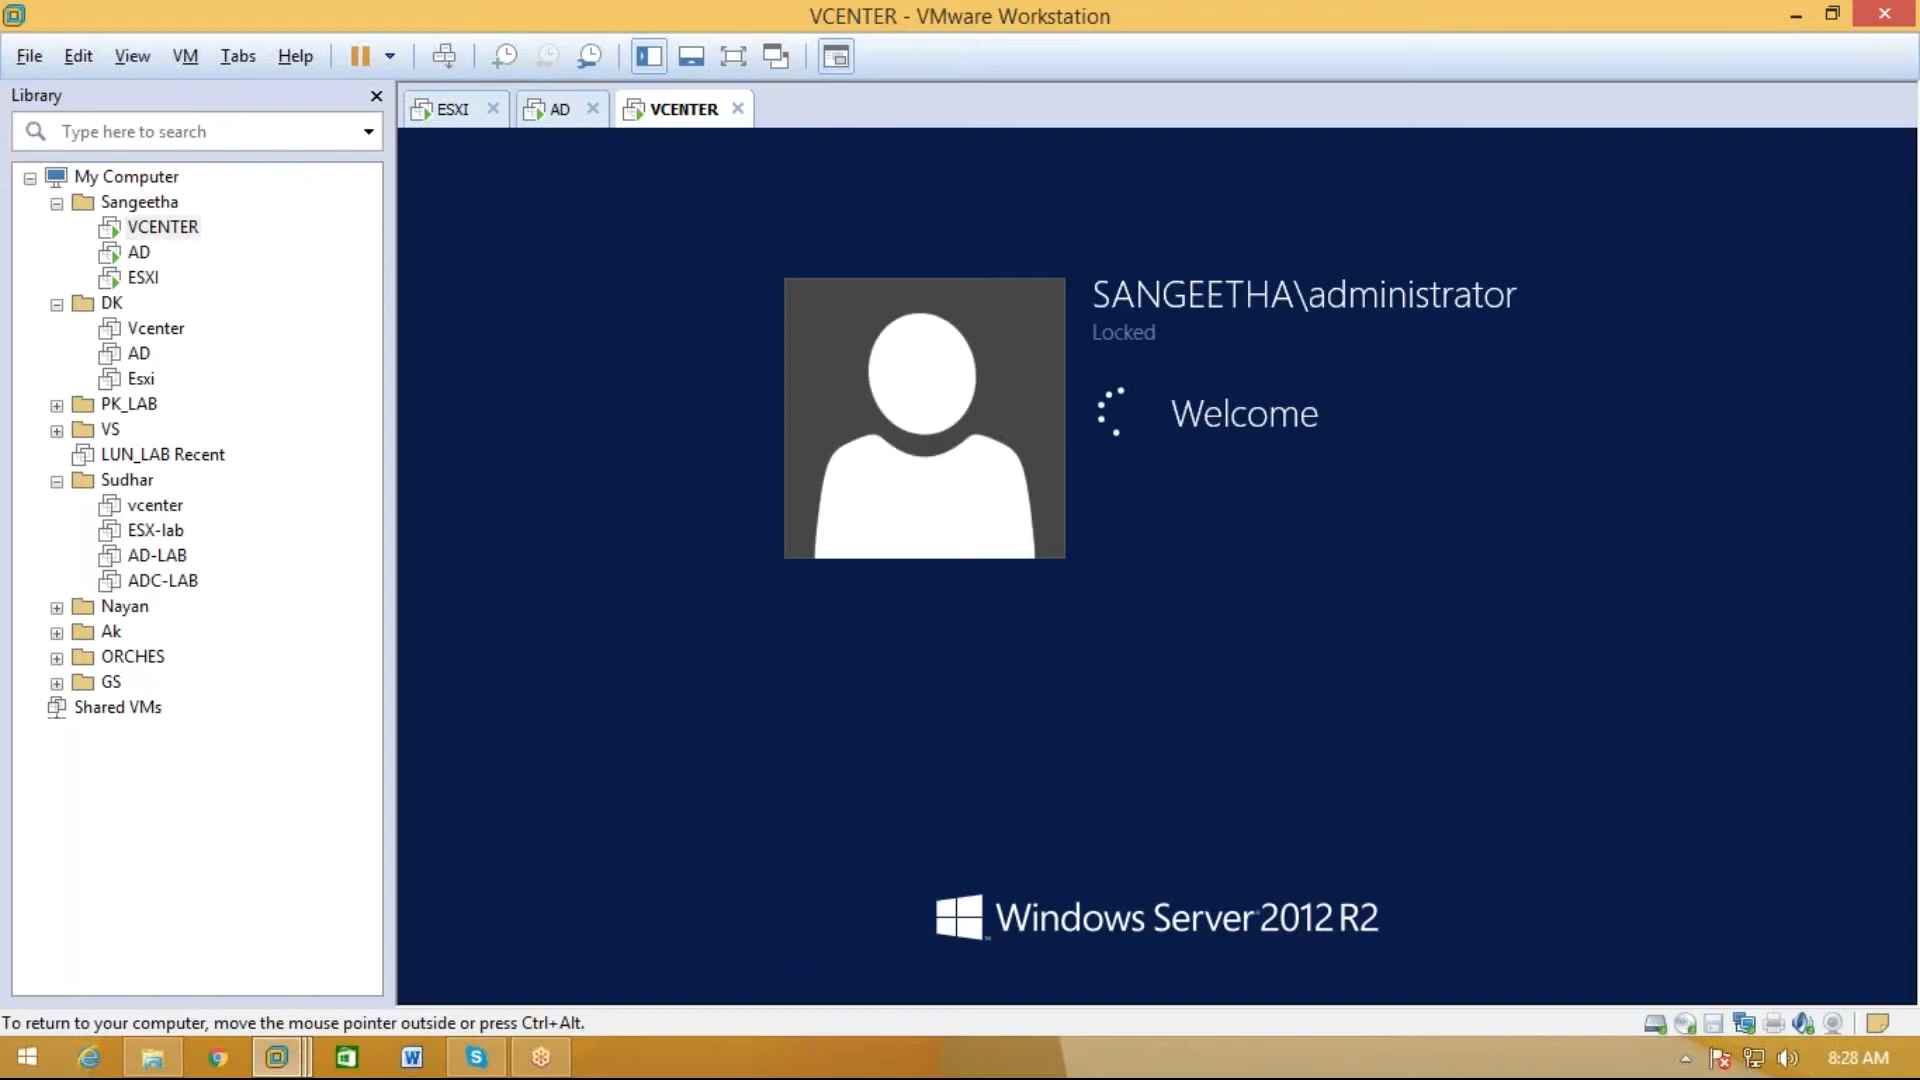 VCENTER - VMware Workstation
File Edit View VM Tabs Help
Library
Type here to search
My Computer
Sangeetha
VCENTER
AD
ESXI
DK
Vcenter
AD
Esxi
PK_LAB
VS
LUN_LAB Recent
Sudhar
vcenter
ESX-lab
AD-LAB
ADC-LAB
Nayan
Ak
ORCHES
GS
Shared VMs
ESXI AD VCENTER
SANGEETHA\administrator
Locked
Welcome
Windows Server 2012 R2
To return to your computer, move the mouse pointer outside or press Ctrl+Alt.
8:28 AM